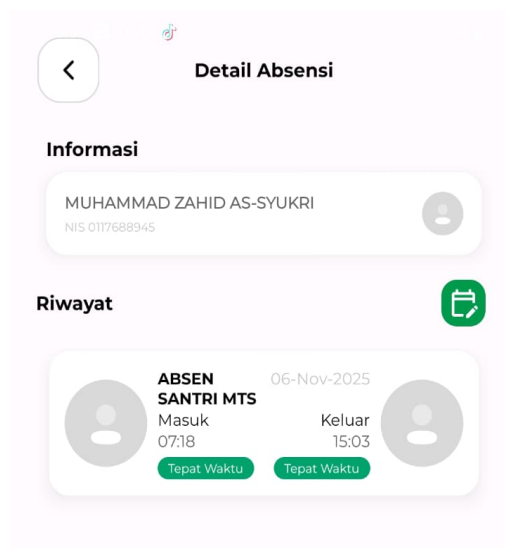 Detail Absensi
Informasi
MUHAMMAD ZAHID AS-SYUKRI
NIS 0117688945
Riwayat
ABSEN 06-Nov-2025
SANTRI MTS
Masuk Keluar
07:18 15:03
Tepat Waktu Tepat Waktu